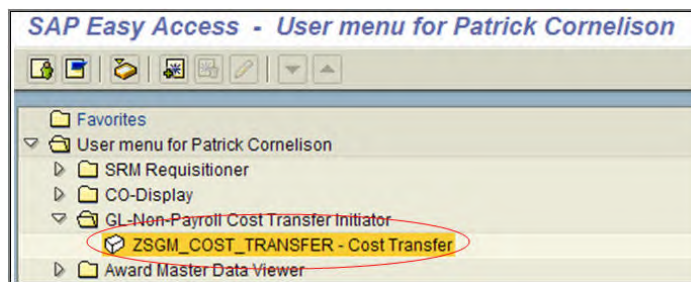 SAP Easy Access - User menu for Patrick Cornelison
Favorites
User menu for Patrick Cornelison
SRM Requisitioner
CO-Display
GL-Non-Payroll Cost Transfer Initiator
ZSGM_COST_TRANSFER - Cost Transfer
Award Master Data Viewer